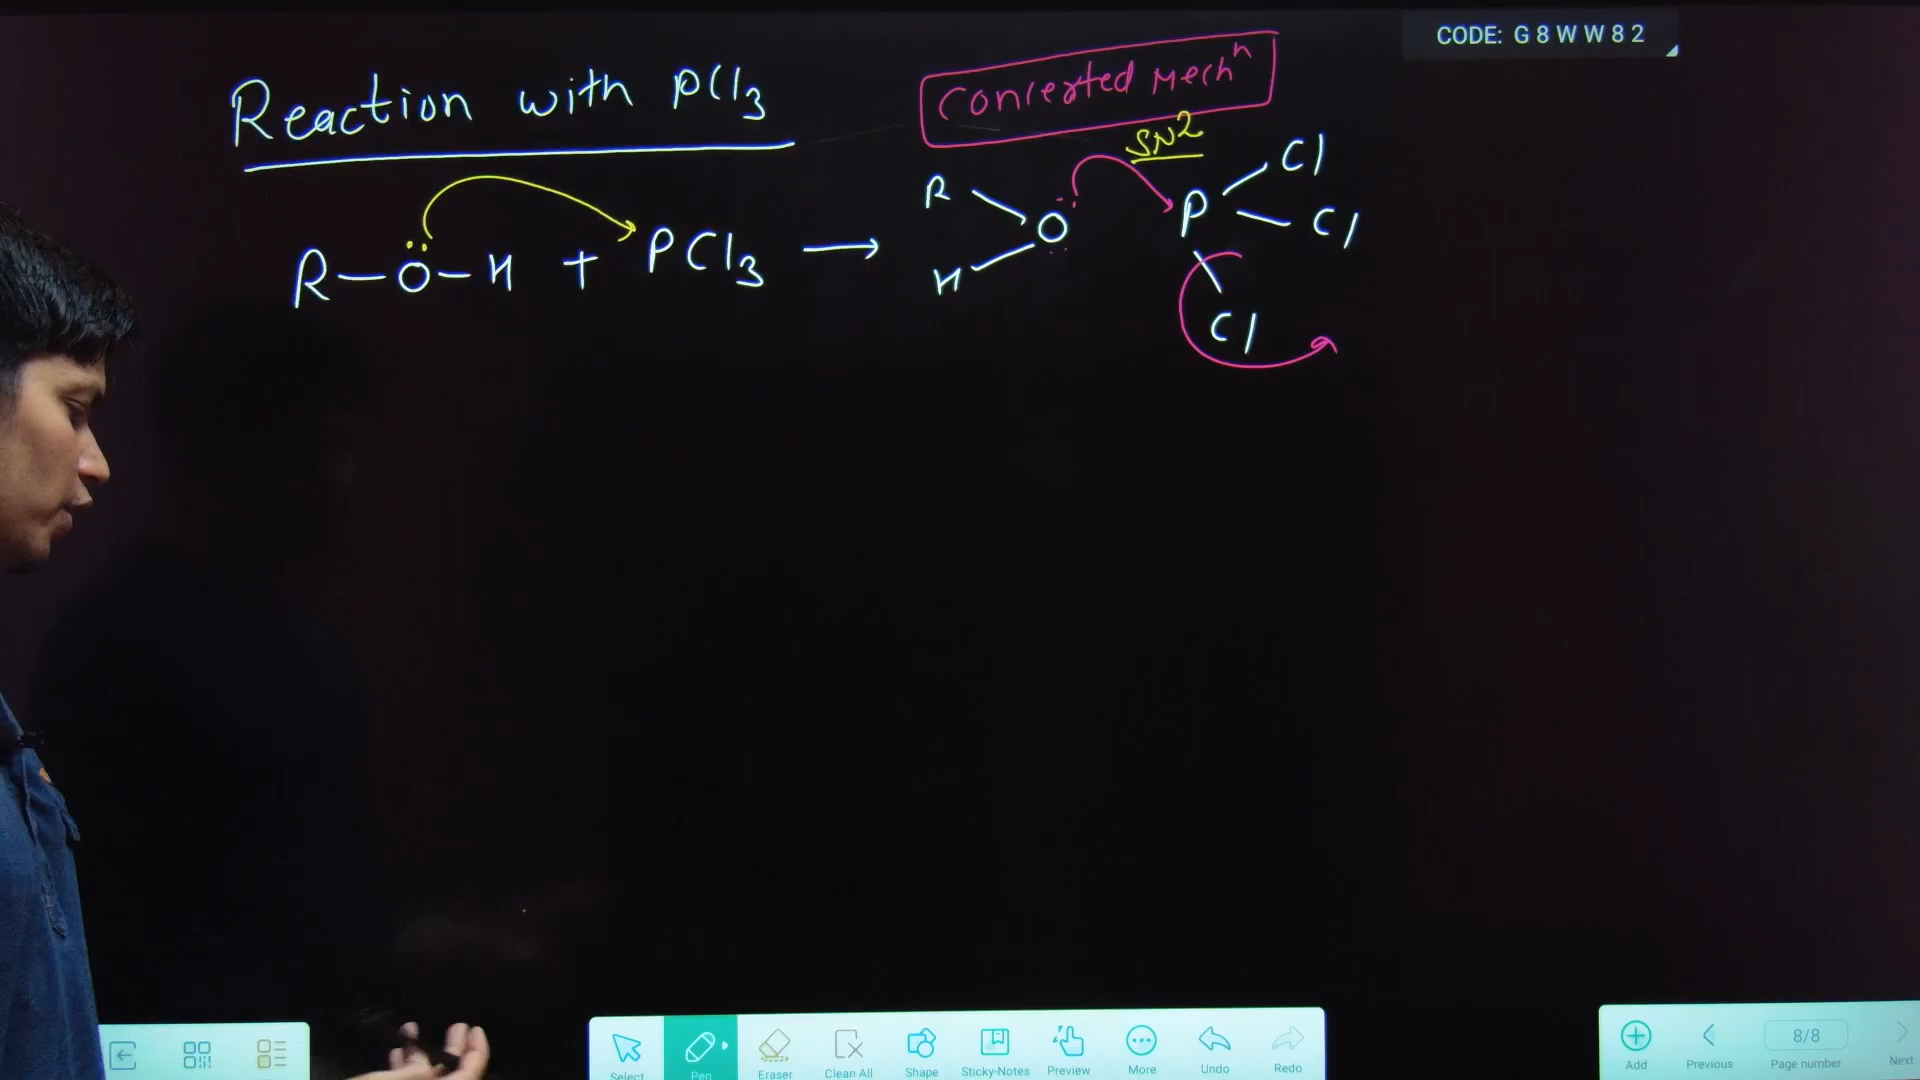 CODE: G 8 W W 8 2
Reaction with PCl3
Concerted Mechⁿ
SN2
R-O-H + PCl3 →
R
H
O
P
Cl
Cl
Cl
Select
Pen
Eraser
Clean All
Shape
Sticky-Notes
Preview
More
Undo
Redo
Add
Previous
8/8
Page number
Next